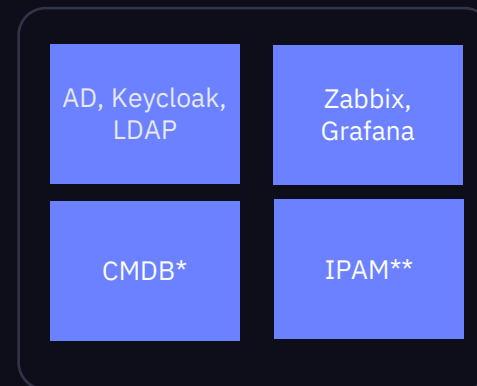 AD, Keycloak,
LDAP
Zabbix,
Grafana
CMDB*
IPAM**